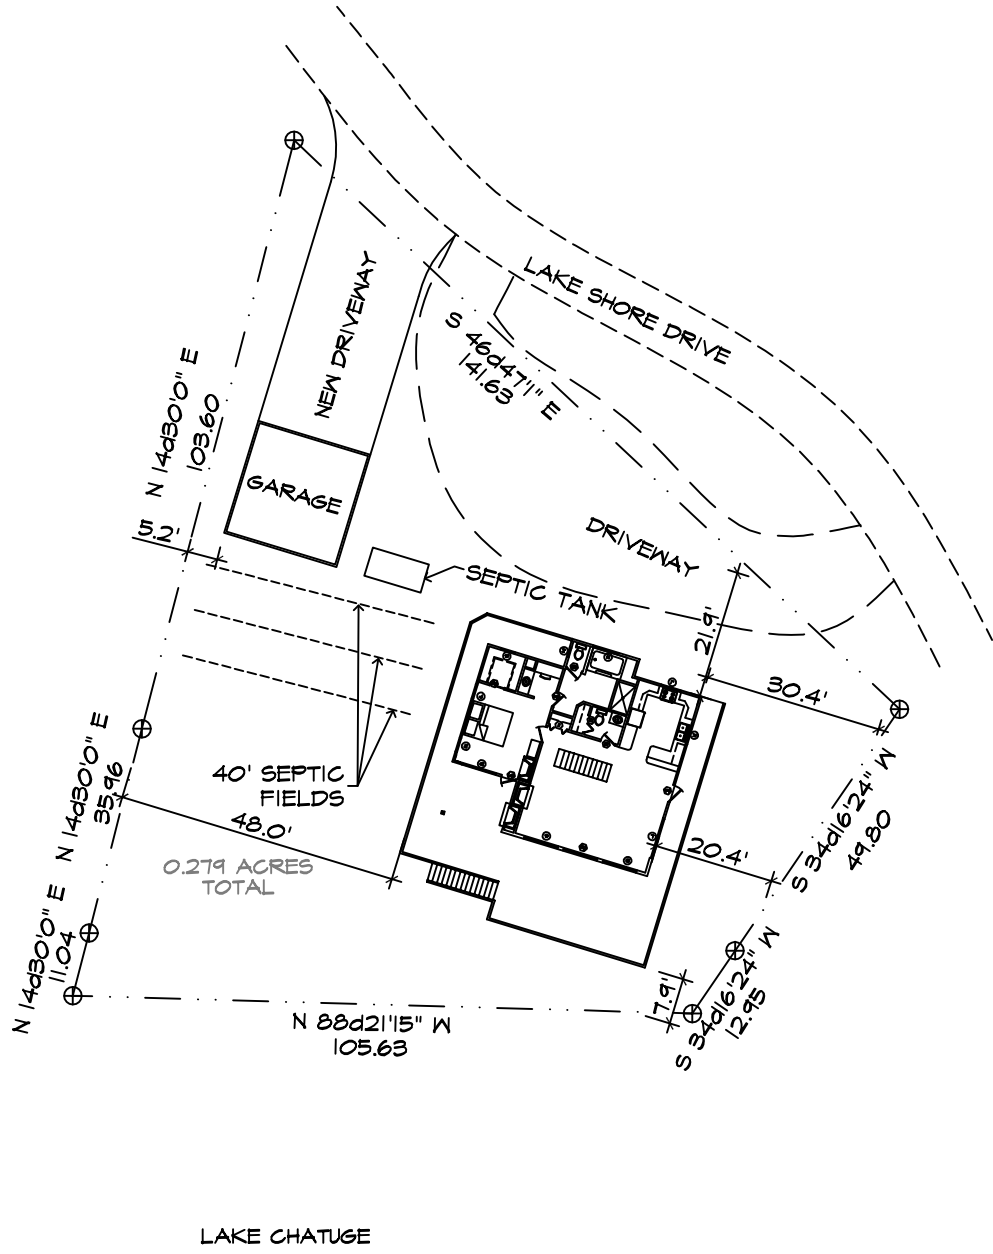 LAKE SHORE DRIVE
NEW DRIVEWAY
S 46d47'1" E
141.63
N 14d30'0" E
103.60
GARAGE
5.2'
DRIVEWAY
SEPTIC TANK
21.9'
30.4'
N 14d30'0" E
35.96
40' SEPTIC
FIELDS
48.0'
0.279 ACRES
TOTAL
20.4'
S 34d16'24" W
49.80
N 14d30'0" E
11.04
7.9'
S 34d16'24" W
12.95
N 88d21'15" W
105.63
LAKE CHATUGE